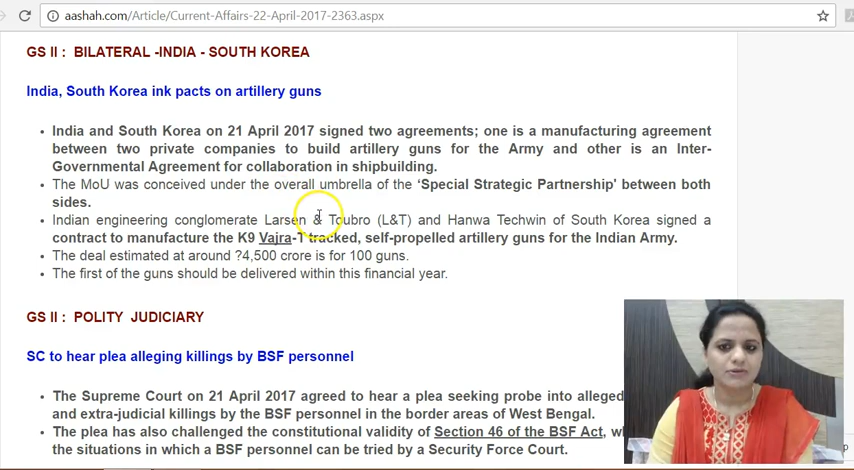 aashah.com/Article/Current-Affairs-22-April-2017-2363.aspx
GS II : BILATERAL -INDIA - SOUTH KOREA
India, South Korea ink pacts on artillery guns
• India and South Korea on 21 April 2017 signed two agreements; one is a manufacturing agreement
between two private companies to build artillery guns for the Army and other is an Inter-
Governmental Agreement for collaboration in shipbuilding.
• The MoU was conceived under the overall umbrella of the ‘Special Strategic Partnership' between both
sides.
• Indian engineering conglomerate Larsen & Toubro (L&T) and Hanwa Techwin of South Korea signed a
contract to manufacture the K9 Vajra-T tracked, self-propelled artillery guns for the Indian Army.
• The deal estimated at around ?4,500 crore is for 100 guns.
• The first of the guns should be delivered within this financial year.
GS II : POLITY JUDICIARY
SC to hear plea alleging killings by BSF personnel
• The Supreme Court on 21 April 2017 agreed to hear a plea seeking probe into alleged
and extra-judicial killings by the BSF personnel in the border areas of West Bengal.
• The plea has also challenged the constitutional validity of Section 46 of the BSF Act,
the situations in which a BSF personnel can be tried by a Security Force Court.